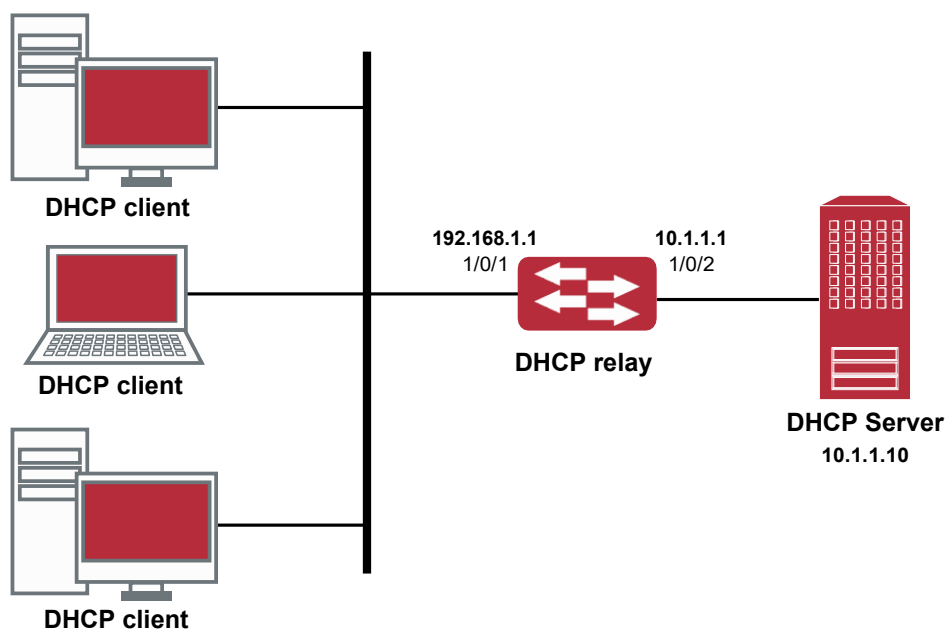 DHCP client
192.168.1.1
1/0/1
10.1.1.1
1/0/2
DHCP client
DHCP relay
DHCP Server
10.1.1.10
DHCP client